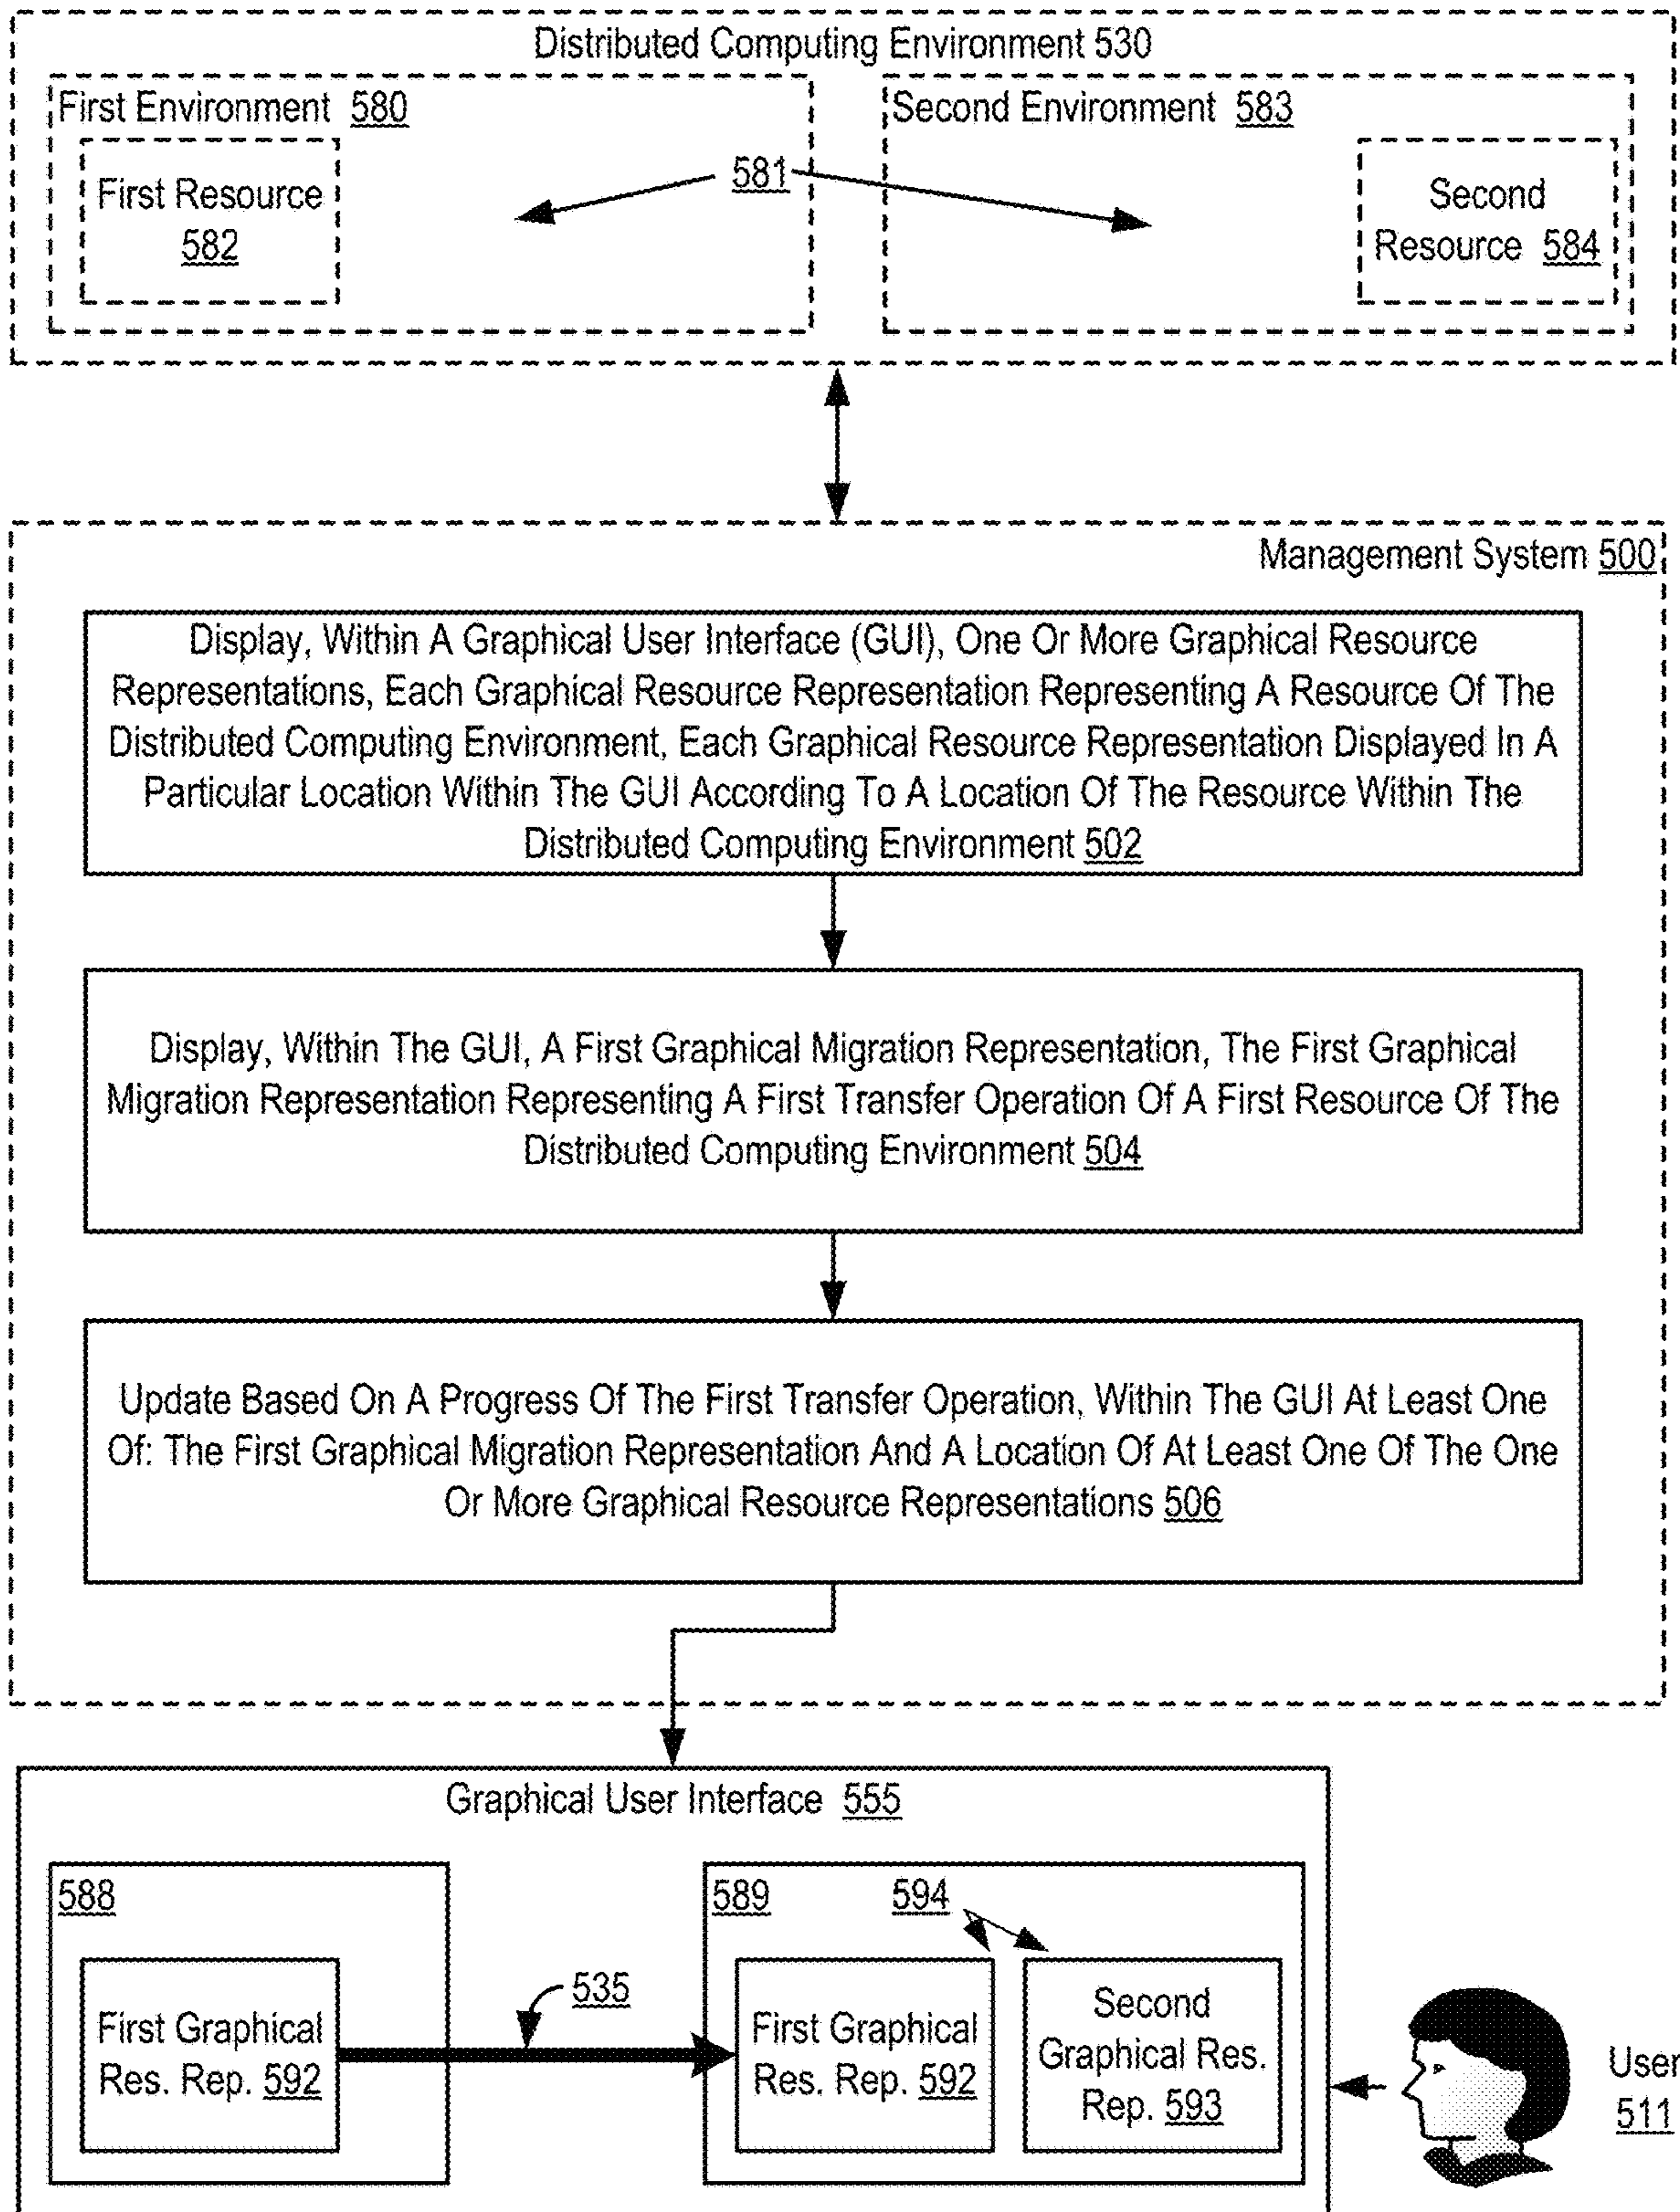 Distributed Computing Environment 530
First Environment 580
Second Environment 583
581
First Resource
582
Second
Resource 584
Management System 500
Display, Within A Graphical User Interface (GUI), One Or More Graphical Resource
Representations, Each Graphical Resource Representation Representing A Resource Of The
Distributed Computing Environment, Each Graphical Resource Representation Displayed In A
Particular Location Within The GUI According To A Location Of The Resource Within The
Distributed Computing Environment 502
Display, Within The GUI, A First Graphical Migration Representation, The First Graphical
Migration Representation Representing A First Transfer Operation Of A First Resource Of The
Distributed Computing Environment 504
Update Based On A Progress Of The First Transfer Operation, Within The GUI At Least One
Of: The First Graphical Migration Representation And A Location Of At Least One Of The One
Or More Graphical Resource Representations 506
Graphical User Interface 555
588
589
594
535
First Graphical
Res. Rep. 592
First Graphical
Res. Rep. 592
Second
Graphical Res.
Rep. 593
User
511